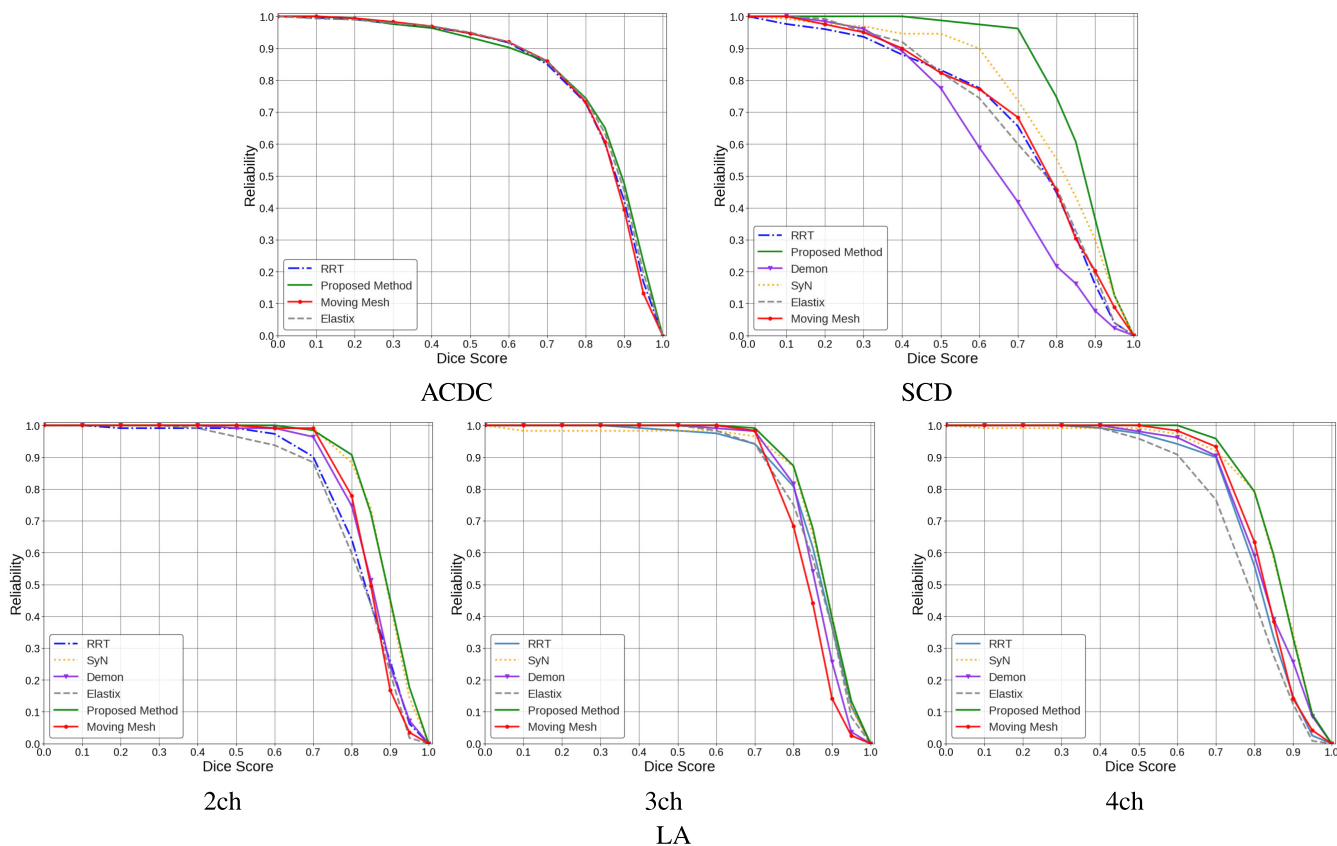 1.0
0.9
0.8
0.7
0.6
0.5
0.4
0.3
0.2
0.1
0.0
Reliability
RRT
Proposed Method
Moving Mesh
Elastix
0.0 0.1 0.2 0.3 0.4 0.5 0.6 0.7 0.8 0.9 1.0
Dice Score
ACDC
1.0
0.9
0.8
0.7
0.6
0.5
0.4
0.3
0.2
0.1
0.0
Reliability
RRT
Proposed Method
Demon
SyN
Elastix
Moving Mesh
0.0 0.1 0.2 0.3 0.4 0.5 0.6 0.7 0.8 0.9 1.0
Dice Score
SCD
1.0
0.9
0.8
0.7
0.6
0.5
0.4
0.3
0.2
0.1
0.0
Reliability
RRT
SyN
Demon
Elastix
Proposed Method
Moving Mesh
0.0 0.1 0.2 0.3 0.4 0.5 0.6 0.7 0.8 0.9 1.0
Dice Score
2ch
1.0
0.9
0.8
0.7
0.6
0.5
0.4
0.3
0.2
0.1
0.0
Reliability
RRT
SyN
Demon
Elastix
Proposed Method
Moving Mesh
0.0 0.1 0.2 0.3 0.4 0.5 0.6 0.7 0.8 0.9 1.0
Dice Score
3ch
1.0
0.9
0.8
0.7
0.6
0.5
0.4
0.3
0.2
0.1
0.0
Reliability
RRT
SyN
Demon
Elastix
Proposed Method
Moving Mesh
0.0 0.1 0.2 0.3 0.4 0.5 0.6 0.7 0.8 0.9 1.0
Dice Score
4ch
LA